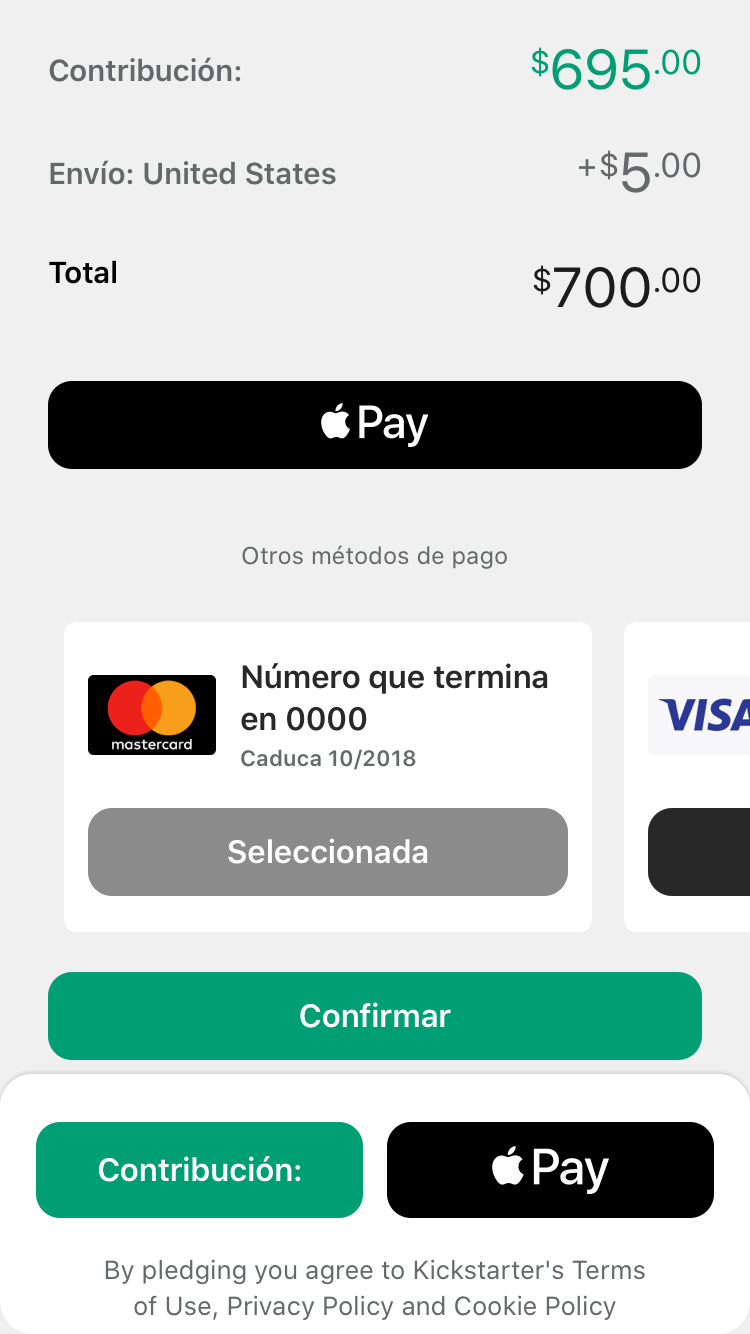 Contribución: $695.00
Envío: United States +$5.00
Total $700.00
Pay
Otros métodos de pago
mastercard
Número que termina
en 0000
Caduca 10/2018
VISA
Seleccionada
Confirmar
Contribución: Pay
By pledging you agree to Kickstarter's Terms
of Use, Privacy Policy and Cookie Policy